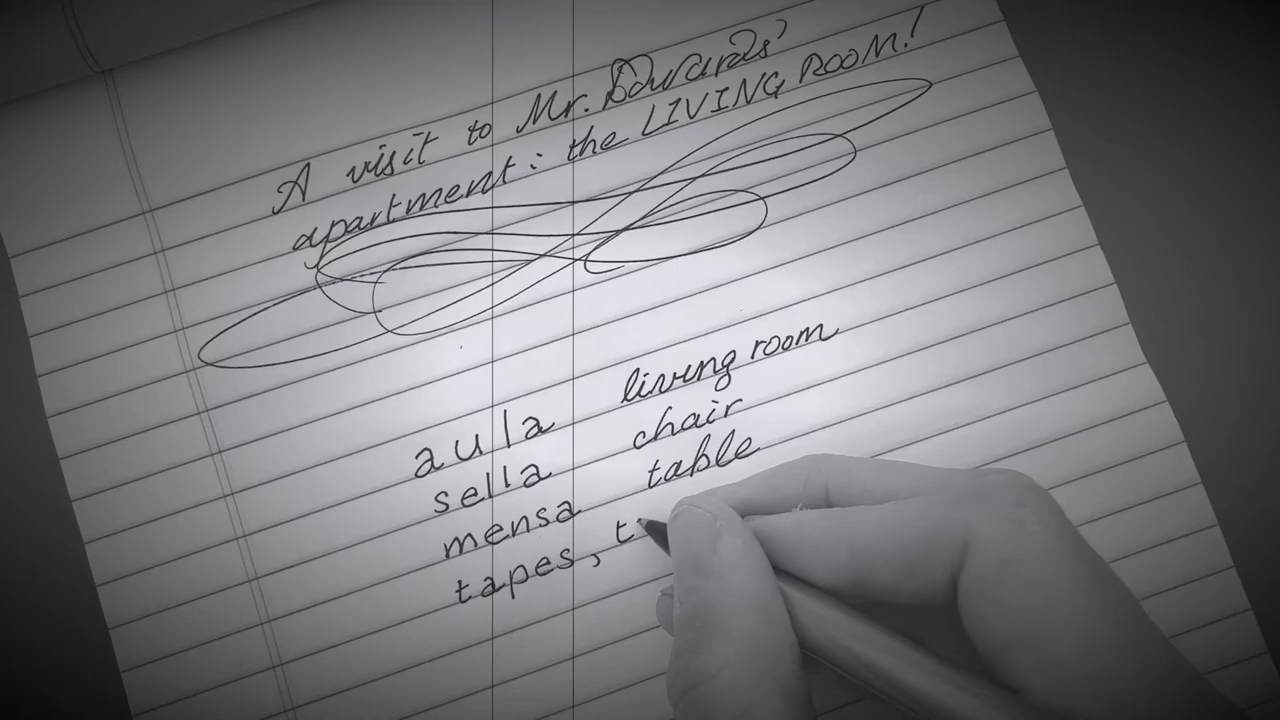 A visit to Mr. Edwards'
apartment: the LIVING ROOM!
aula living room
sella chair
mensa table
tapes, t